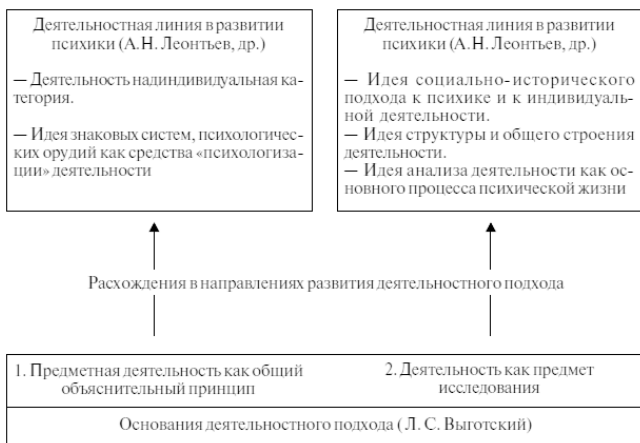 Деятельностная линия в развитии
психики (А.Н. Леонтьев, др.)
— Деятельность надиндивидуальная ка-
тегория.
— Идея знаковых систем, психологичес-
ких орудий как средства «психологиза-
ции» деятельности
Деятельностная линия в развитии
психики (А.Н. Леонтьев, др.)
— Идея социально-исторического
подхода к психике и к индивидуаль-
ной деятельности.
— Идея структуры и общего строения
деятельности.
— Идея анализа деятельности как ос-
новного процесса психической жизни
Расхождения в направлениях развития деятельностного подхода
1. Предметная деятельность как общий
объяснительный принцип
2. Деятельность как предмет
исследования
Основания деятельностного подхода (Л. С. Выготский)